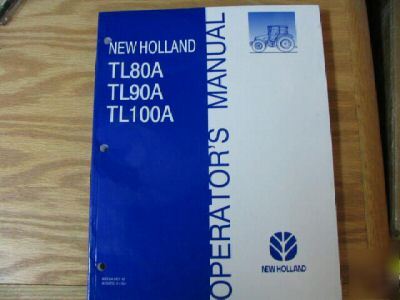 NEW HOLLAND
TL80A
TL90A
TL100A
OPERATOR'S MANUAL
NEW HOLLAND